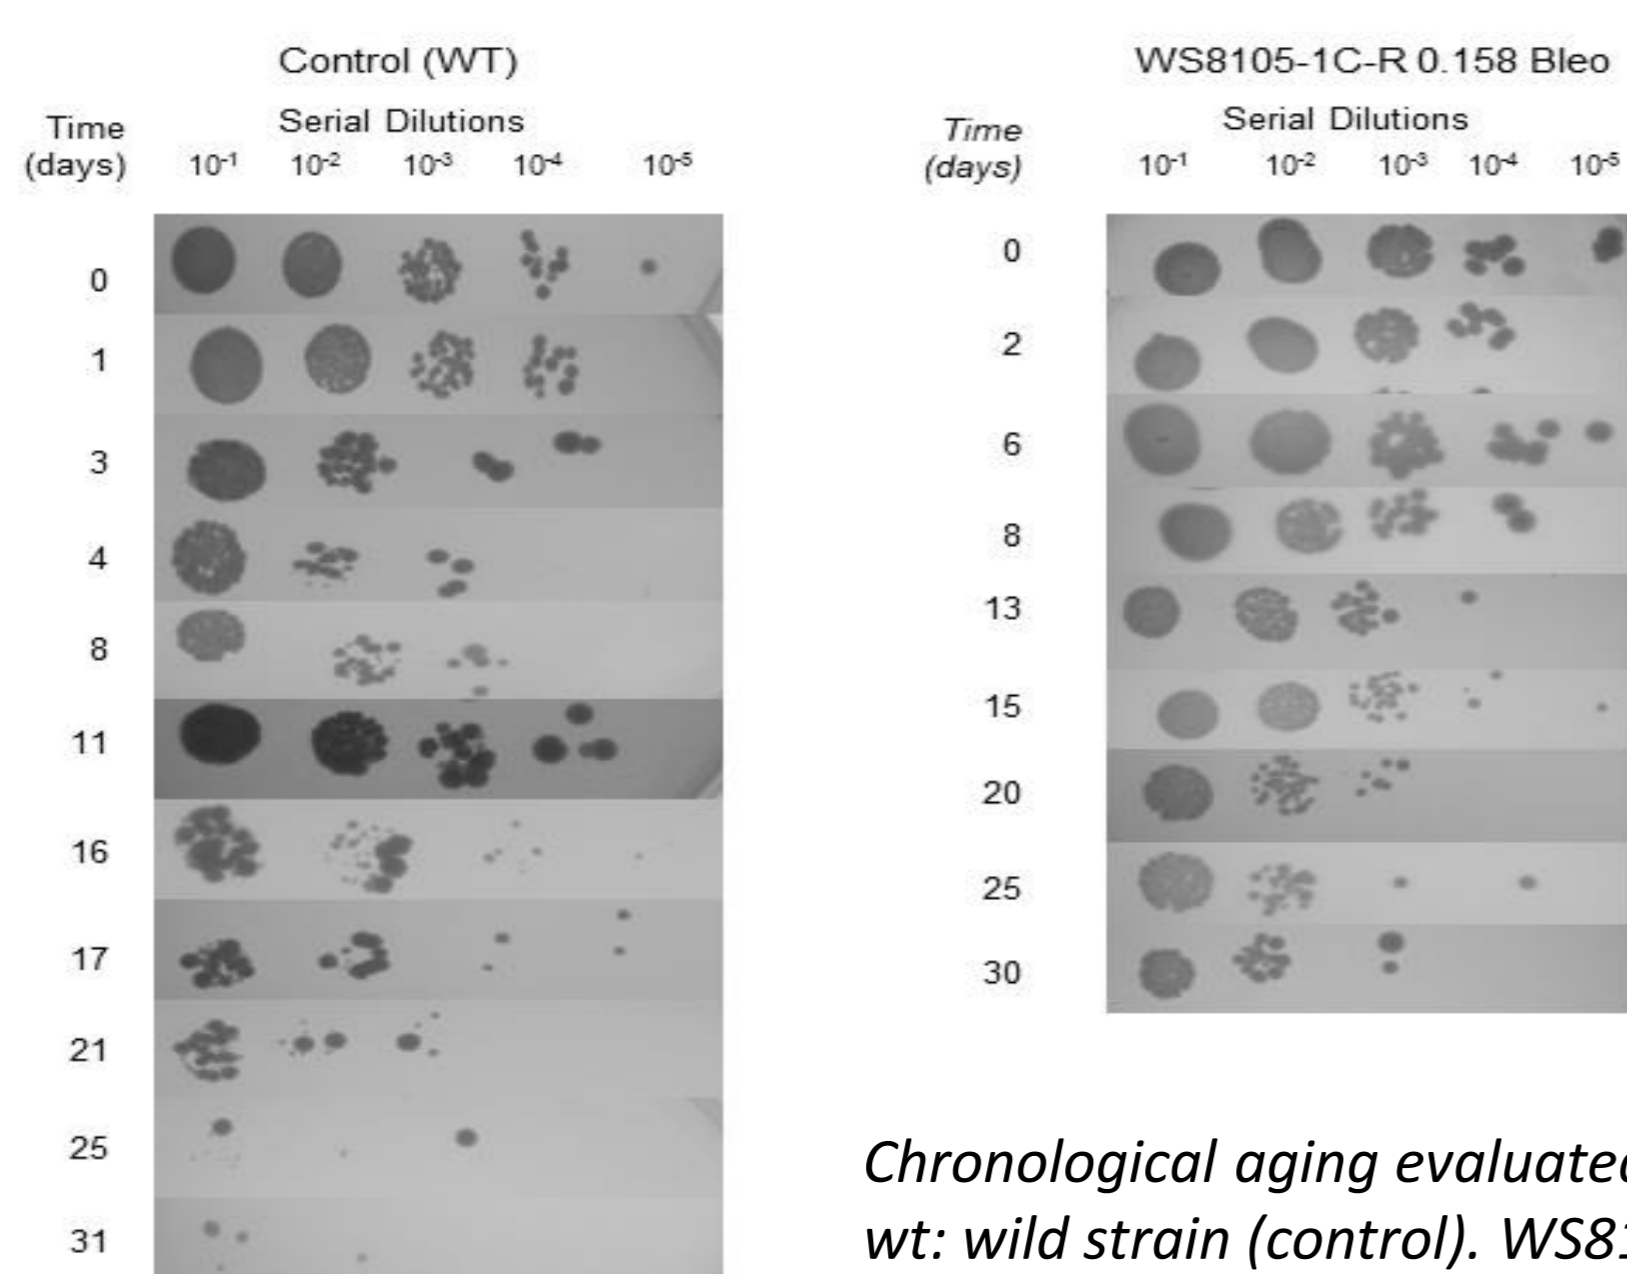 Control (WT)
Serial Dilutions
Time
(days)
10⁻¹ 10⁻² 10⁻³ 10⁻⁴ 10⁻⁵
0
1
3
4
8
11
16
17
21
25
31
WS8105-1C-R 0.158 Bleo
Serial Dilutions
Time
(days)
10⁻¹ 10⁻² 10⁻³ 10⁻⁴ 10⁻⁵
0
2
6
8
13
15
20
25
30
Chronological aging evaluated
wt: wild strain (control). WS81